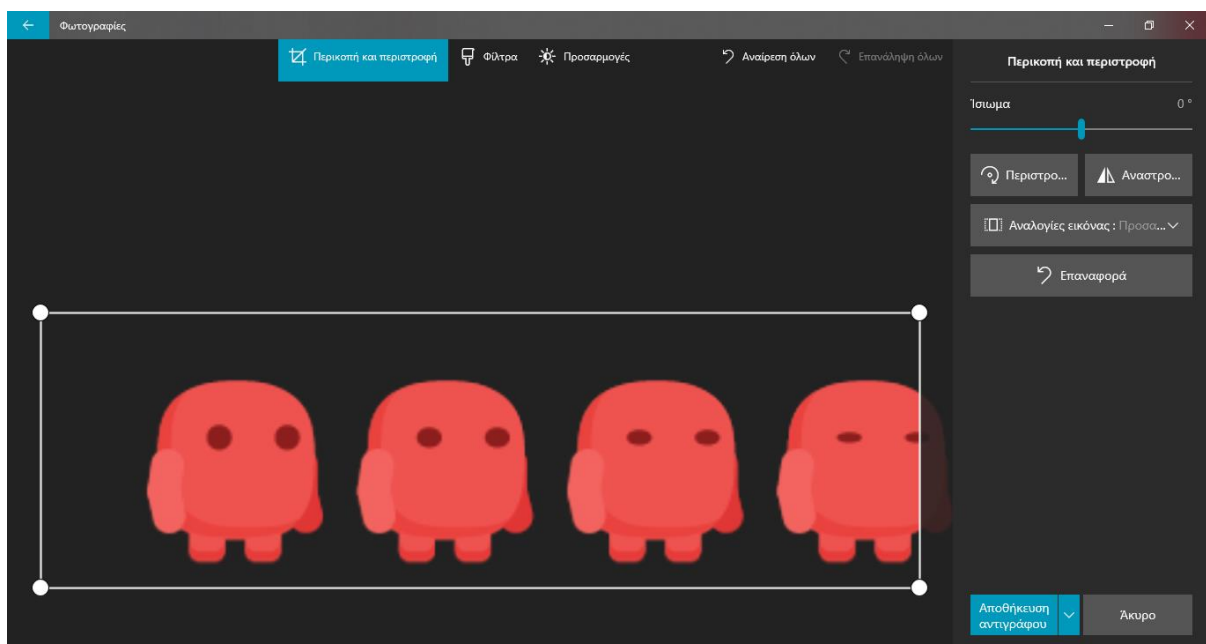 Φωτογραφίες
Περικοπή και περιστροφή
Φίλτρα
Προσαρμογές
Αναίρεση όλων
Επανάληψη όλων
Περικοπή και περιστροφή
Ίσιωμα 0 °
Περιστρο...
Αναστρο...
Αναλογίες εικόνας : Προσα...
Επαναφορά
Αποθήκευση
αντιγράφου
Άκυρο